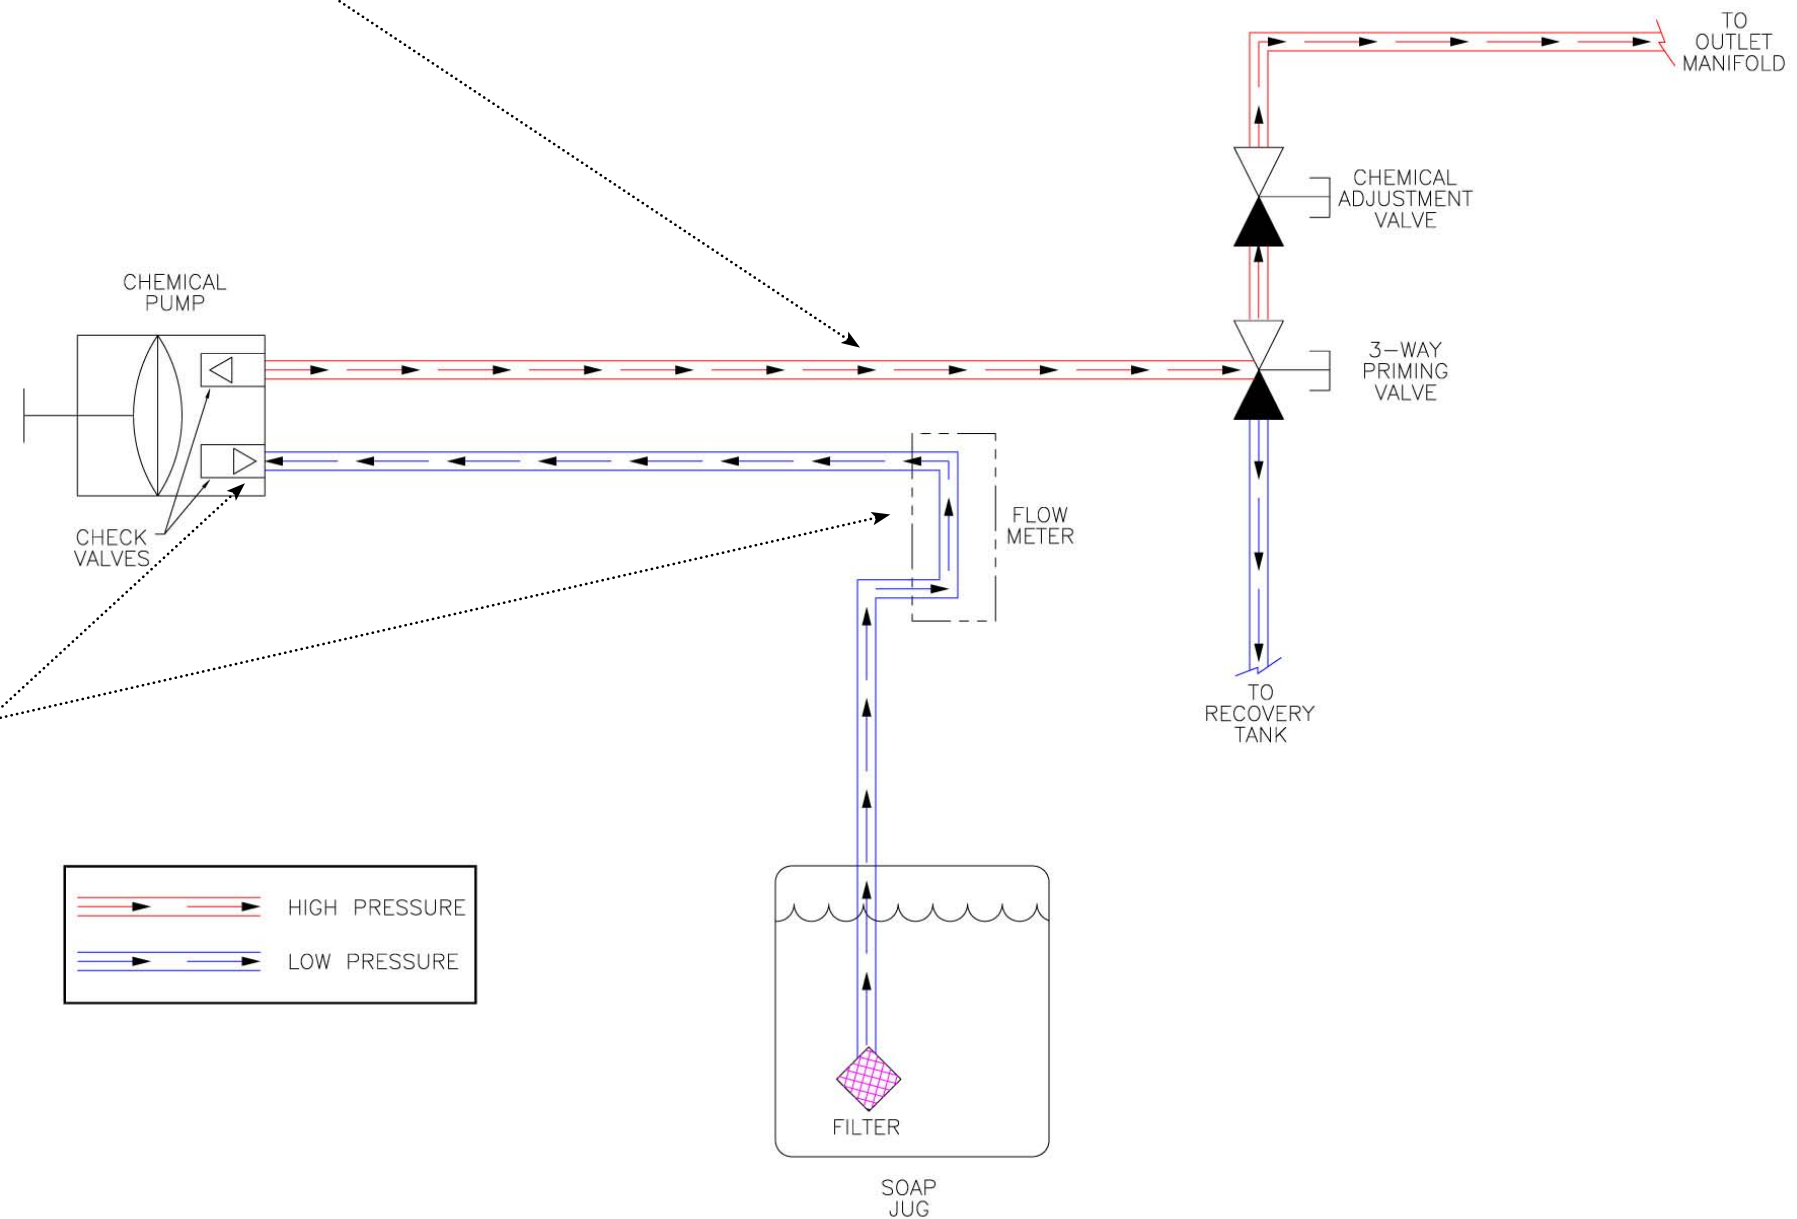 TO
OUTLET
MANIFOLD
CHEMICAL
ADJUSTMENT
VALVE
CHEMICAL
PUMP
3-WAY
PRIMING
VALVE
CHECK
VALVES
FLOW
METER
TO
RECOVERY
TANK
HIGH PRESSURE
LOW PRESSURE
FILTER
SOAP
JUG